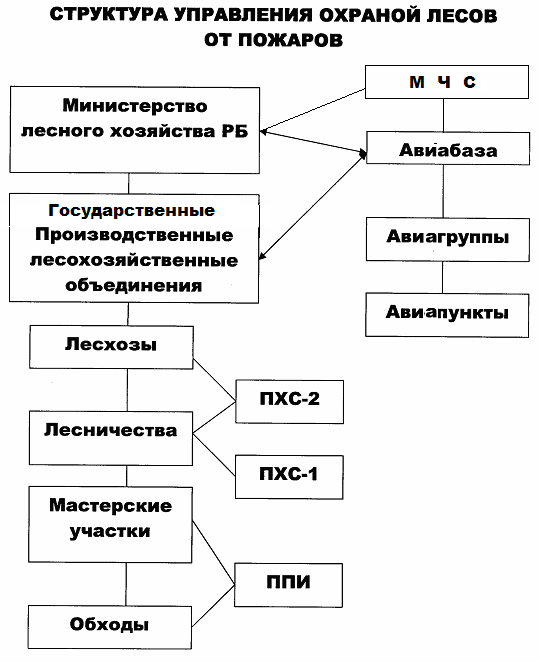 СТРУКТУРА УПРАВЛЕНИЯ ОХРАНОЙ ЛЕСОВ
ОТ ПОЖАРОВ
М Ч С
Министерство
лесного хозяйства РБ
Авиабаза
Государственные
Производственные
лесохозяйственные
объединения
Авиагруппы
Авиапункты
Лесхозы
ПХС-2
Лесничества
ПХС-1
Мастерские
участки
ППИ
Обходы